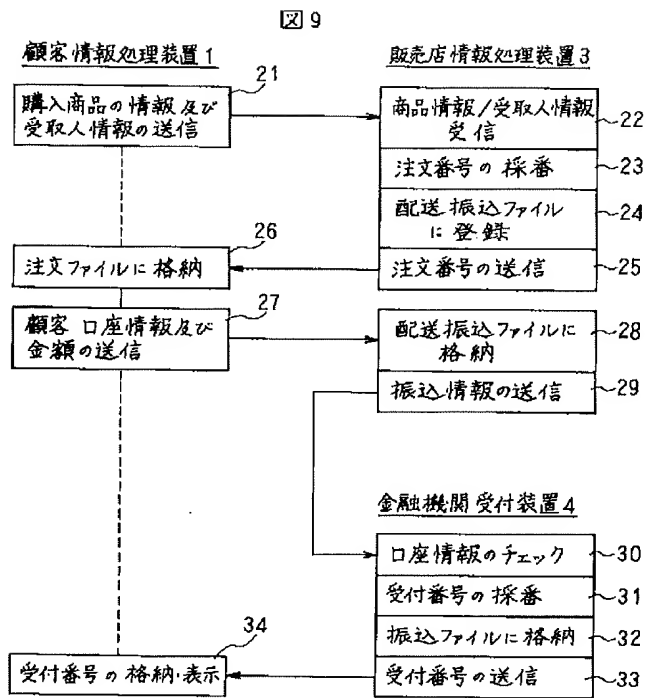 図9
顧客情報処理装置1
販売店情報処理装置3
21
購入商品の情報及び
受取人情報の送信
商品情報/受取人情報
受信
22
注文番号の採番
23
配送振込ファイル
に登録
24
26
注文ファイルに格納
注文番号の送信
25
27
顧客口座情報及び
金額の送信
配送振込ファイルに
格納
28
振込情報の送信
29
金融機関受付装置4
口座情報のチェック
30
受付番号の採番
31
振込ファイルに格納
32
34
受付番号の格納・表示
受付番号の送信
33